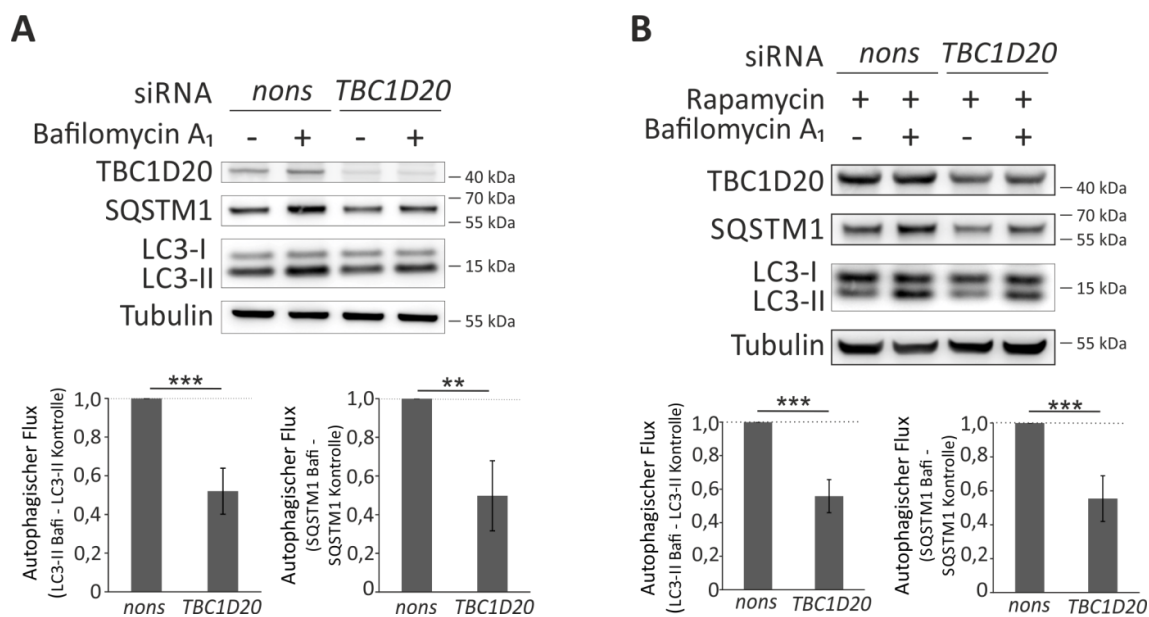 A
siRNA nons TBC1D20
Bafilomycin A₁ - + - +
TBC1D20 40 kDa
SQSTM1 70 kDa
55 kDa
LC3-I
LC3-II 15 kDa
Tubulin 55 kDa
Autophagischer Flux
(LC3-II Bafi - LC3-II Kontrolle)
1,0
0,8
0,6
0,4
0,2
0
***
nons TBC1D20
Autophagischer Flux
(SQSTM1 Bafi -
SQSTM1 Kontrolle)
1,0
0,8
0,6
0,4
0,2
0
**
nons TBC1D20
B
siRNA nons TBC1D20
Rapamycin + + + +
Bafilomycin A₁ - + - +
TBC1D20 40 kDa
SQSTM1 70 kDa
55 kDa
LC3-I
LC3-II 15 kDa
Tubulin 55 kDa
Autophagischer Flux
(LC3-II Bafi - LC3-II Kontrolle)
1,0
0,8
0,6
0,4
0,2
0
***
nons TBC1D20
Autophagischer Flux
(SQSTM1 Bafi -
SQSTM1 Kontrolle)
1,0
0,8
0,6
0,4
0,2
0
***
nons TBC1D20